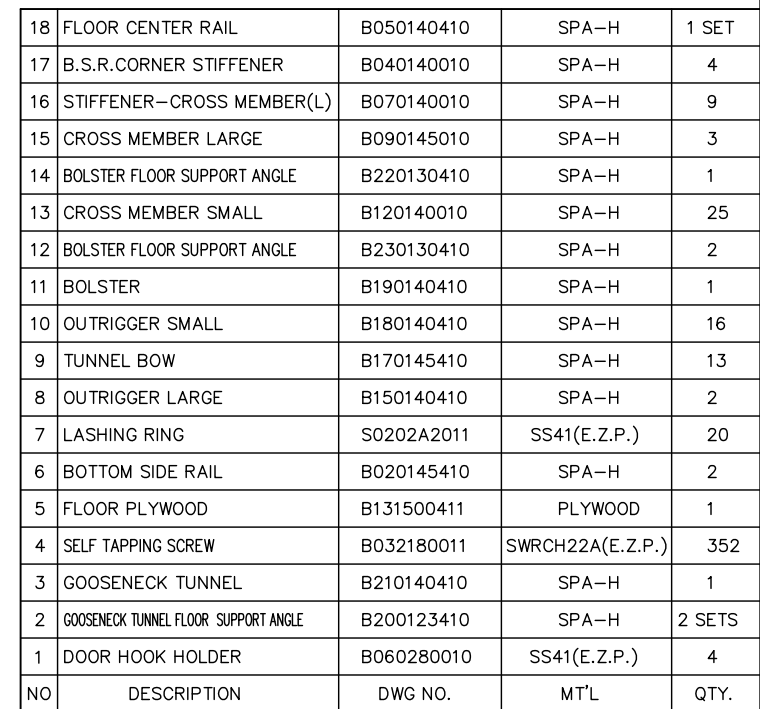 18 FLOOR CENTER RAIL B050140410 SPA-H 1 SET
17 B.S.R.CORNER STIFFENER B040140010 SPA-H 4
16 STIFFENER-CROSS MEMBER(L) B070140010 SPA-H 9
15 CROSS MEMBER LARGE B090145010 SPA-H 3
14 BOLSTER FLOOR SUPPORT ANGLE B220130410 SPA-H 1
13 CROSS MEMBER SMALL B120140010 SPA-H 25
12 BOLSTER FLOOR SUPPORT ANGLE B230130410 SPA-H 2
11 BOLSTER B190140410 SPA-H 1
10 OUTRIGGER SMALL B180140410 SPA-H 16
9 TUNNEL BOW B170145410 SPA-H 13
8 OUTRIGGER LARGE B150140410 SPA-H 2
7 LASHING RING S0202A2011 SS41(E.Z.P.) 20
6 BOTTOM SIDE RAIL B020145410 SPA-H 2
5 FLOOR PLYWOOD B131500411 PLYWOOD 1
4 SELF TAPPING SCREW B032180011 SWRCH22A(E.Z.P.) 352
3 GOOSENECK TUNNEL B210140410 SPA-H 1
2 GOOSENECK TUNNEL FLOOR SUPPORT ANGLE B200123410 SPA-H 2 SETS
1 DOOR HOOK HOLDER B060280010 SS41(E.Z.P.) 4
NO DESCRIPTION DWG NO. MT'L QTY.